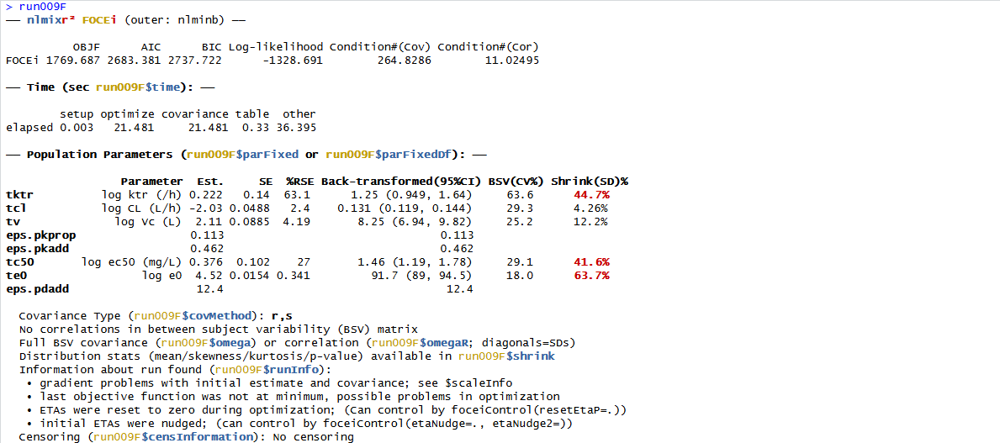 > run009F
── nlmixr² FOCEi (outer: nlminb) ──
OBJF AIC BIC Log-likelihood Condition#(Cov) Condition#(Cor)
FOCEi 1769.687 2683.381 2737.722 -1328.691 264.8286 11.02495
── Time (sec run009F$time): ──
setup optimize covariance table other
elapsed 0.003 21.481 21.481 0.33 36.395
── Population Parameters (run009F$parFixed or run009F$parFixedDf): ──
Parameter Est. SE %RSE Back-transformed(95%CI) BSV(CV%) Shrink(SD)%
tktr log ktr (/h) 0.222 0.14 63.1 1.25 (0.949, 1.64) 63.6 44.7%
tcl log CL (L/h) -2.03 0.0488 2.4 0.131 (0.119, 0.144) 29.3 4.26%
tv log Vc (L) 2.11 0.0885 4.19 8.25 (6.94, 9.82) 25.2 12.2%
eps.pkprop 0.113 0.113
eps.pkadd 0.462 0.462
tc50 log ec50 (mg/L) 0.376 0.102 27 1.46 (1.19, 1.78) 29.1 41.6%
te0 log e0 4.52 0.0154 0.341 91.7 (89, 94.5) 18.0 63.7%
eps.pdadd 12.4 12.4
Covariance Type (run009F$covMethod): r,s
No correlations in between subject variability (BSV) matrix
Full BSV covariance (run009F$omega) or correlation (run009F$omegaR; diagonals=SDs)
Distribution stats (mean/skewness/kurtosis/p-value) available in run009F$shrink
Information about run found (run009F$runInfo):
• gradient problems with initial estimate and covariance; see $scaleInfo
• last objective function was not at minimum, possible problems in optimization
• ETAs were reset to zero during optimization; (Can control by foceiControl(resetEtaP=.))
• initial ETAs were nudged; (can control by foceiControl(etaNudge=., etaNudge2=))
Censoring (run009F$censInformation): No censoring